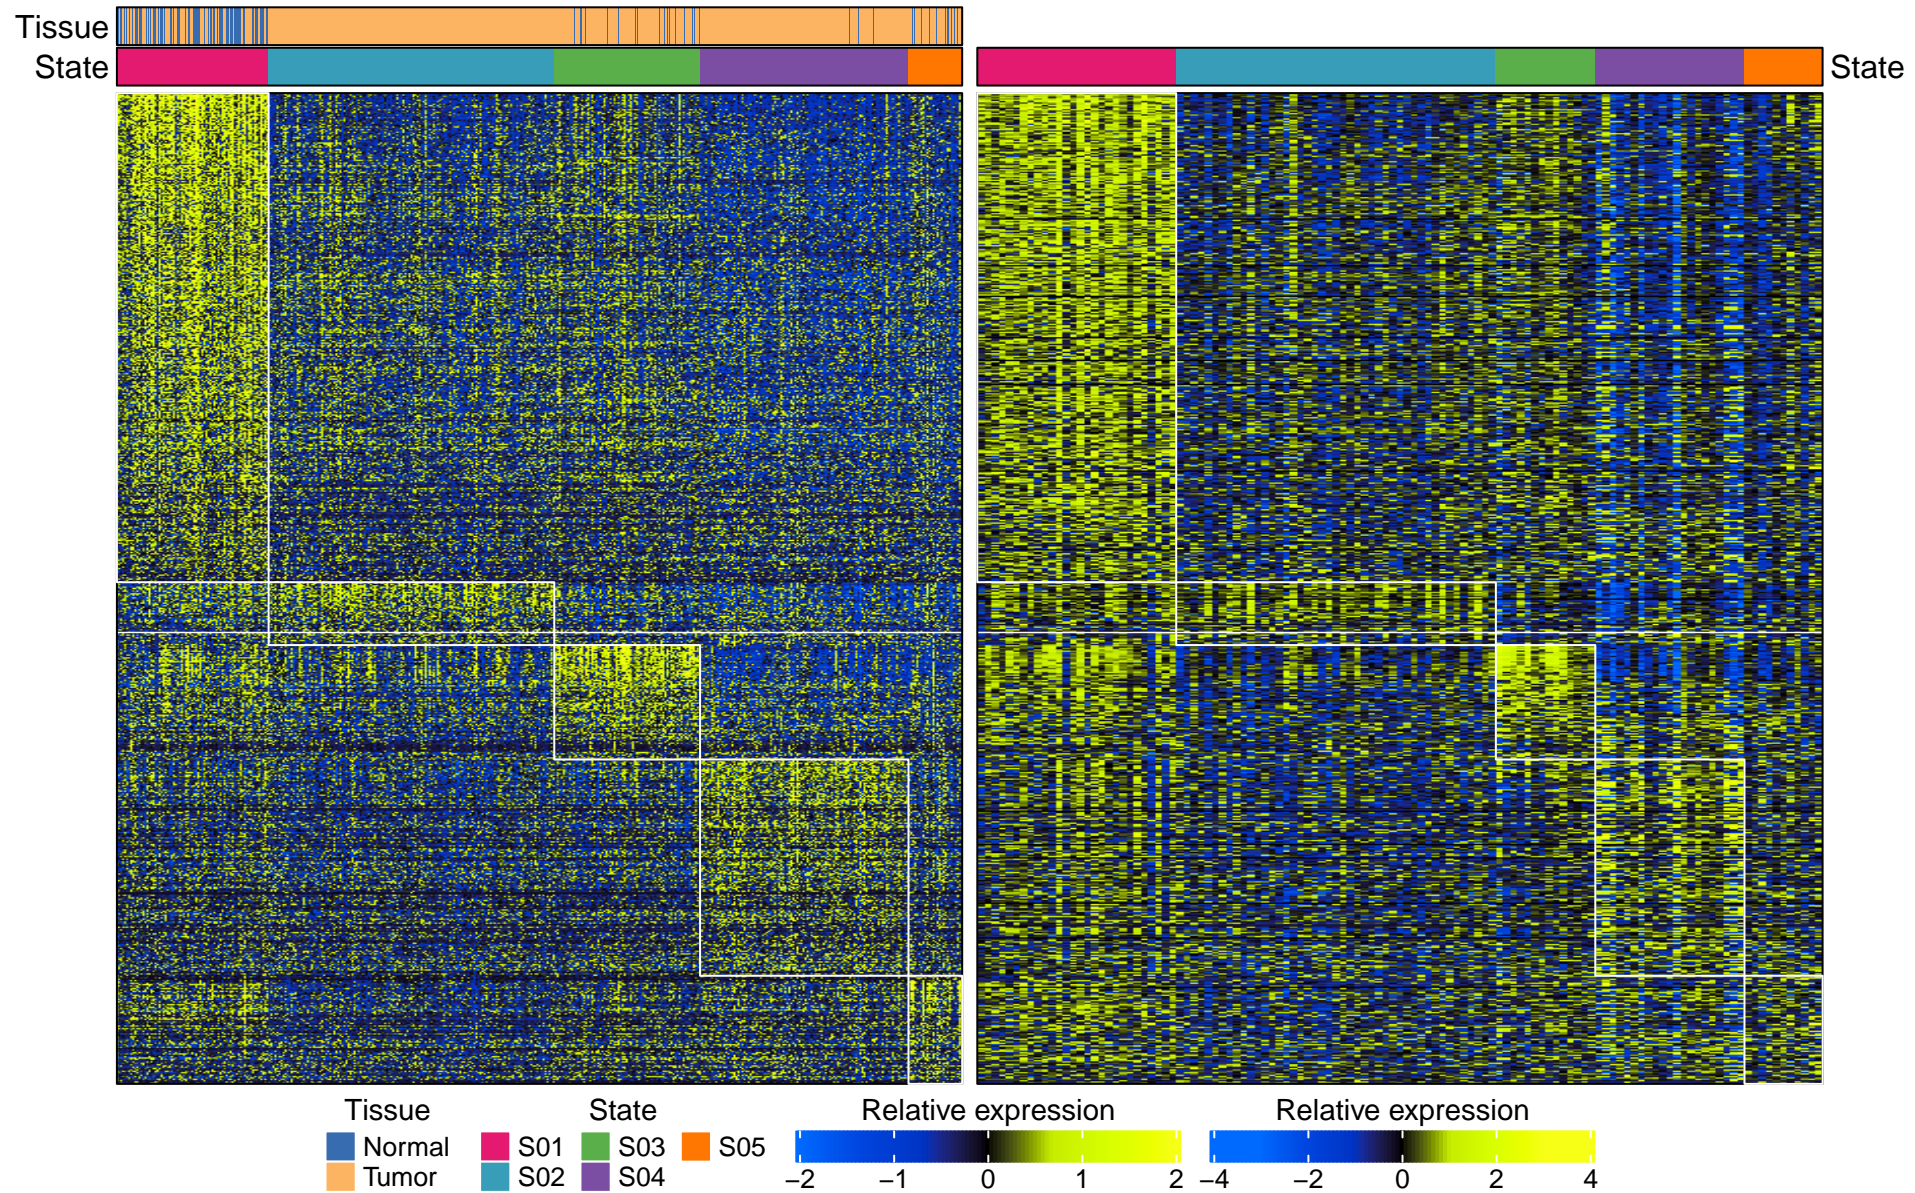 Tissue
State
State
Tissue State Relative expression Relative expression
Normal S01 S03 S05
Tumor S02 S04
−2 −1 0 1 2 −4 −2 0 2 4